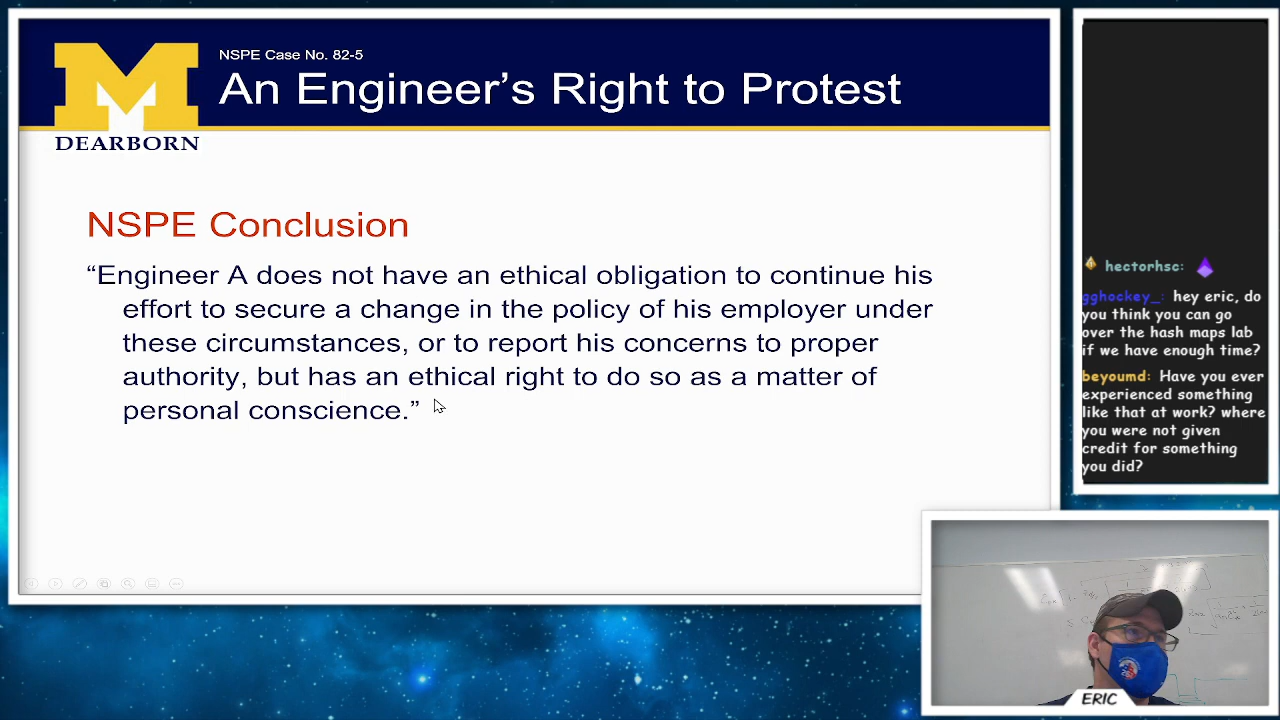 NSPE Case No. 82-5
An Engineer's Right to Protest
M
DEARBORN
NSPE Conclusion
“Engineer A does not have an ethical obligation to continue his
effort to secure a change in the policy of his employer under
these circumstances, or to report his concerns to proper
authority, but has an ethical right to do so as a matter of
personal conscience.”
hectorhsc:
gghockey_: hey eric, do
you think you can go
over the hash maps lab
if we have enough time?
beyoumd: Have you ever
experienced something
like that at work? where
you were not given
credit for something
you did?
ERIC